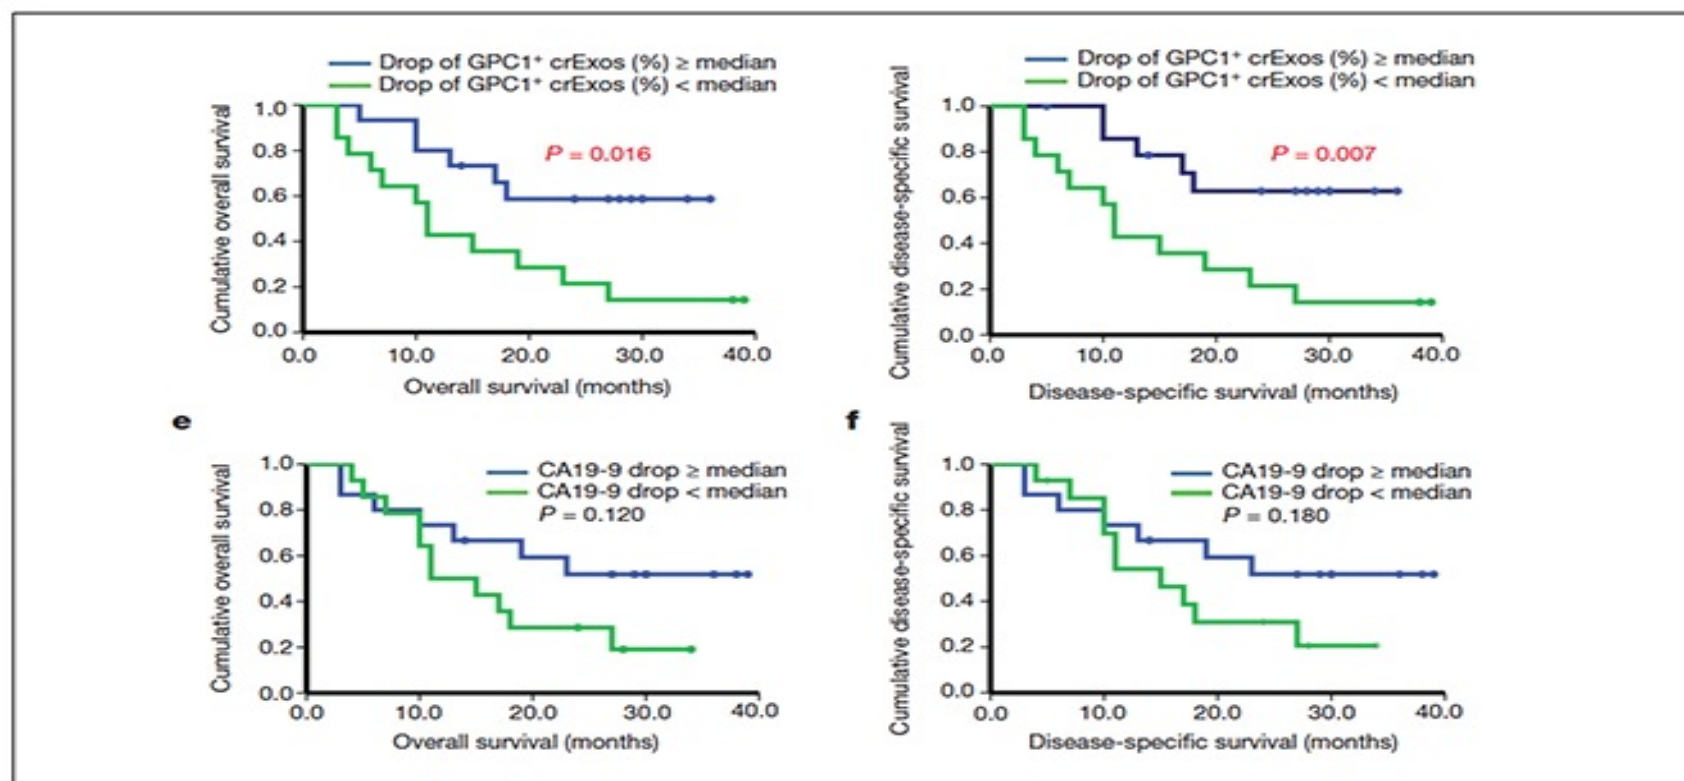 Drop of GPC1⁺ crExos (%) ≥ median
Drop of GPC1⁺ crExos (%) < median
P = 0.016
Cumulative overall survival
1.0
0.8
0.6
0.4
0.2
0.0
0.0 10.0 20.0 30.0 40.0
Overall survival (months)
Drop of GPC1⁺ crExos (%) ≥ median
Drop of GPC1⁺ crExos (%) < median
P = 0.007
Cumulative disease-specific survival
1.0
0.8
0.6
0.4
0.2
0.0
0.0 10.0 20.0 30.0 40.0
Disease-specific survival (months)
e
CA19-9 drop ≥ median
CA19-9 drop < median
P = 0.120
Cumulative overall survival
1.0
0.8
0.6
0.4
0.2
0.0
0.0 10.0 20.0 30.0 40.0
Overall survival (months)
f
CA19-9 drop ≥ median
CA19-9 drop < median
P = 0.180
Cumulative disease-specific survival
1.0
0.8
0.6
0.4
0.2
0.0
0.0 10.0 20.0 30.0 40.0
Disease-specific survival (months)